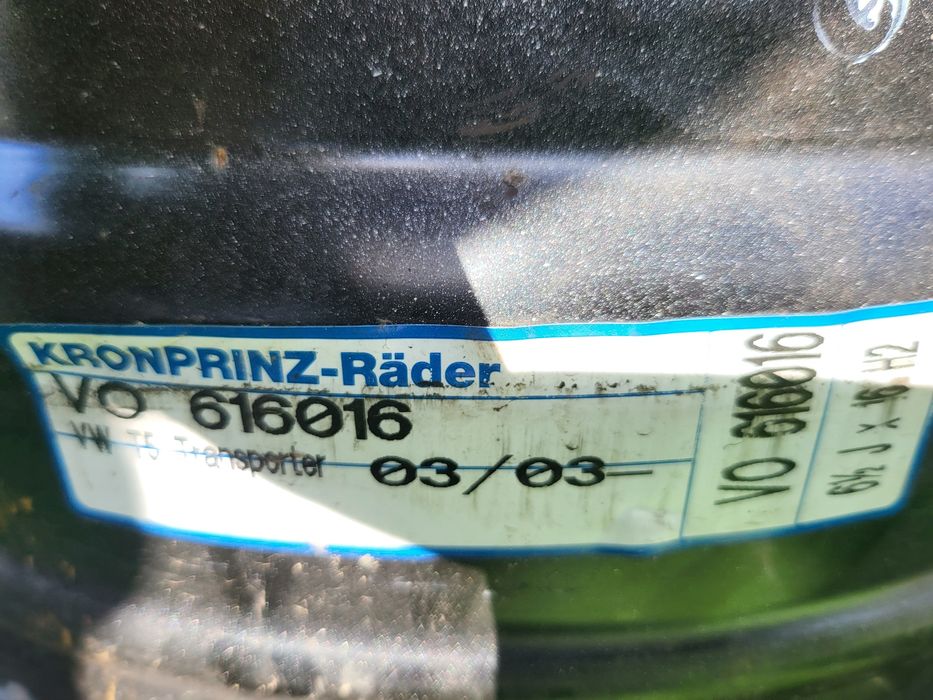 KRONPRINZ-Räder
VO 616016
VW T5 Transporter 03/03-
VO 616016
6½ J x 16 H2